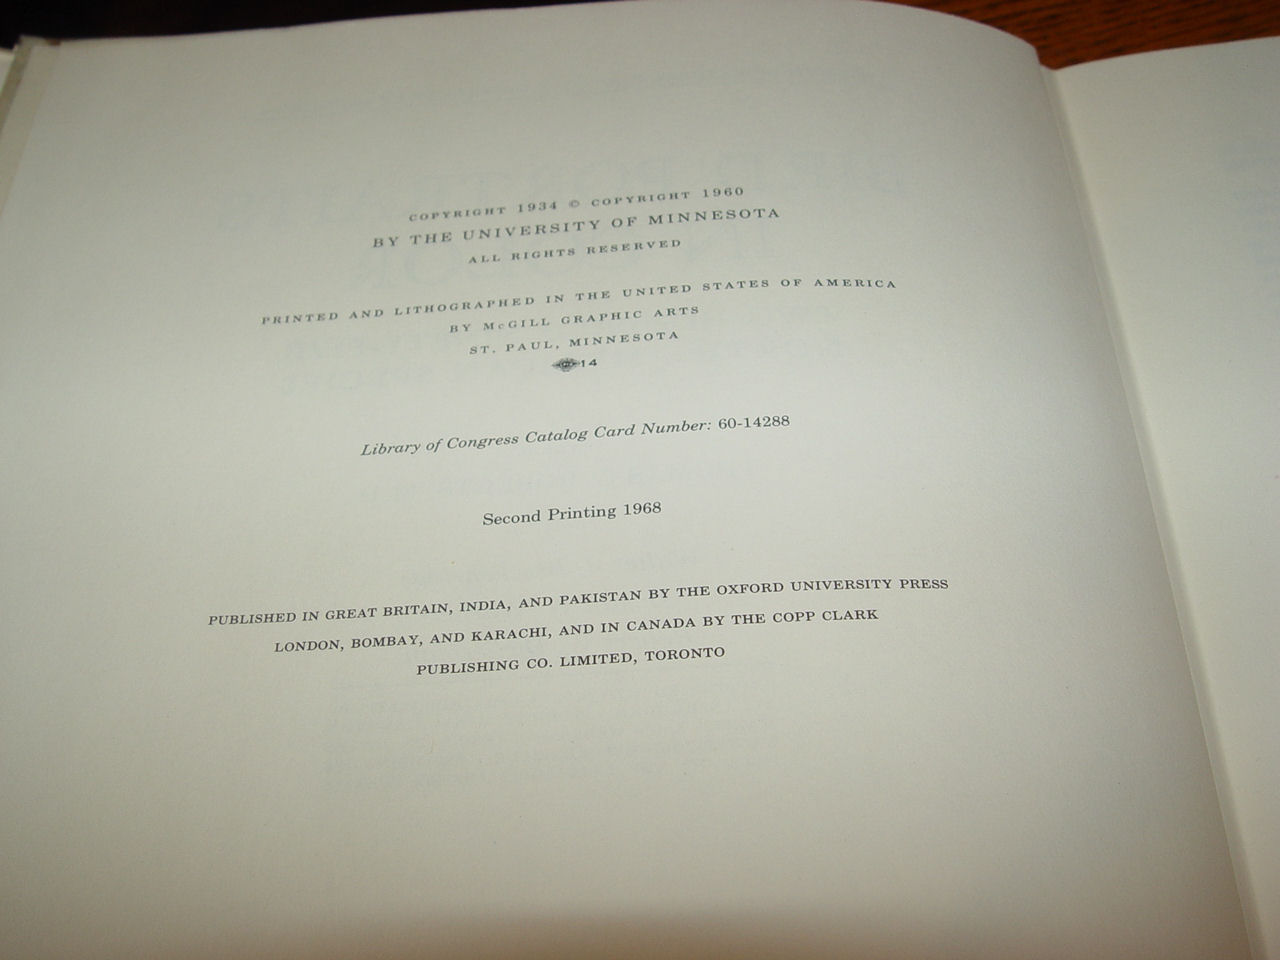 COPYRIGHT 1934 © COPYRIGHT 1960
BY THE UNIVERSITY OF MINNESOTA
ALL RIGHTS RESERVED
PRINTED AND LITHOGRAPHED IN THE UNITED STATES OF AMERICA
BY McGILL GRAPHIC ARTS
ST. PAUL, MINNESOTA
14
Library of Congress Catalog Card Number: 60-14288
Second Printing 1968
PUBLISHED IN GREAT BRITAIN, INDIA, AND PAKISTAN BY THE OXFORD UNIVERSITY PRESS
LONDON, BOMBAY, AND KARACHI, AND IN CANADA BY THE COPP CLARK
PUBLISHING CO. LIMITED, TORONTO